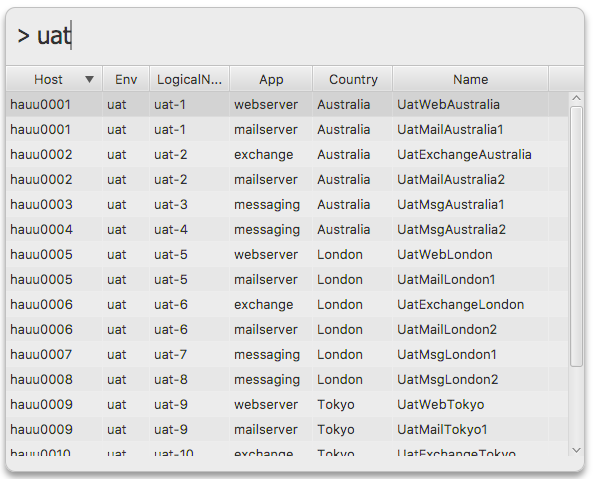 > uat
Host Env LogicalN... App Country Name
hauu0001 uat uat-1 webserver Australia UatWebAustralia
hauu0001 uat uat-1 mailserver Australia UatMailAustralia1
hauu0002 uat uat-2 exchange Australia UatExchangeAustralia
hauu0002 uat uat-2 mailserver Australia UatMailAustralia2
hauu0003 uat uat-3 messaging Australia UatMsgAustralia1
hauu0004 uat uat-4 messaging Australia UatMsgAustralia2
hauu0005 uat uat-5 webserver London UatWebLondon
hauu0005 uat uat-5 mailserver London UatMailLondon1
hauu0006 uat uat-6 exchange London UatExchangeLondon
hauu0006 uat uat-6 mailserver London UatMailLondon2
hauu0007 uat uat-7 messaging London UatMsgLondon1
hauu0008 uat uat-8 messaging London UatMsgLondon2
hauu0009 uat uat-9 webserver Tokyo UatWebTokyo
hauu0009 uat uat-9 mailserver Tokyo UatMailTokyo1
hauu0010 uat uat-10 exchange Tokyo UatExchangeTokyo